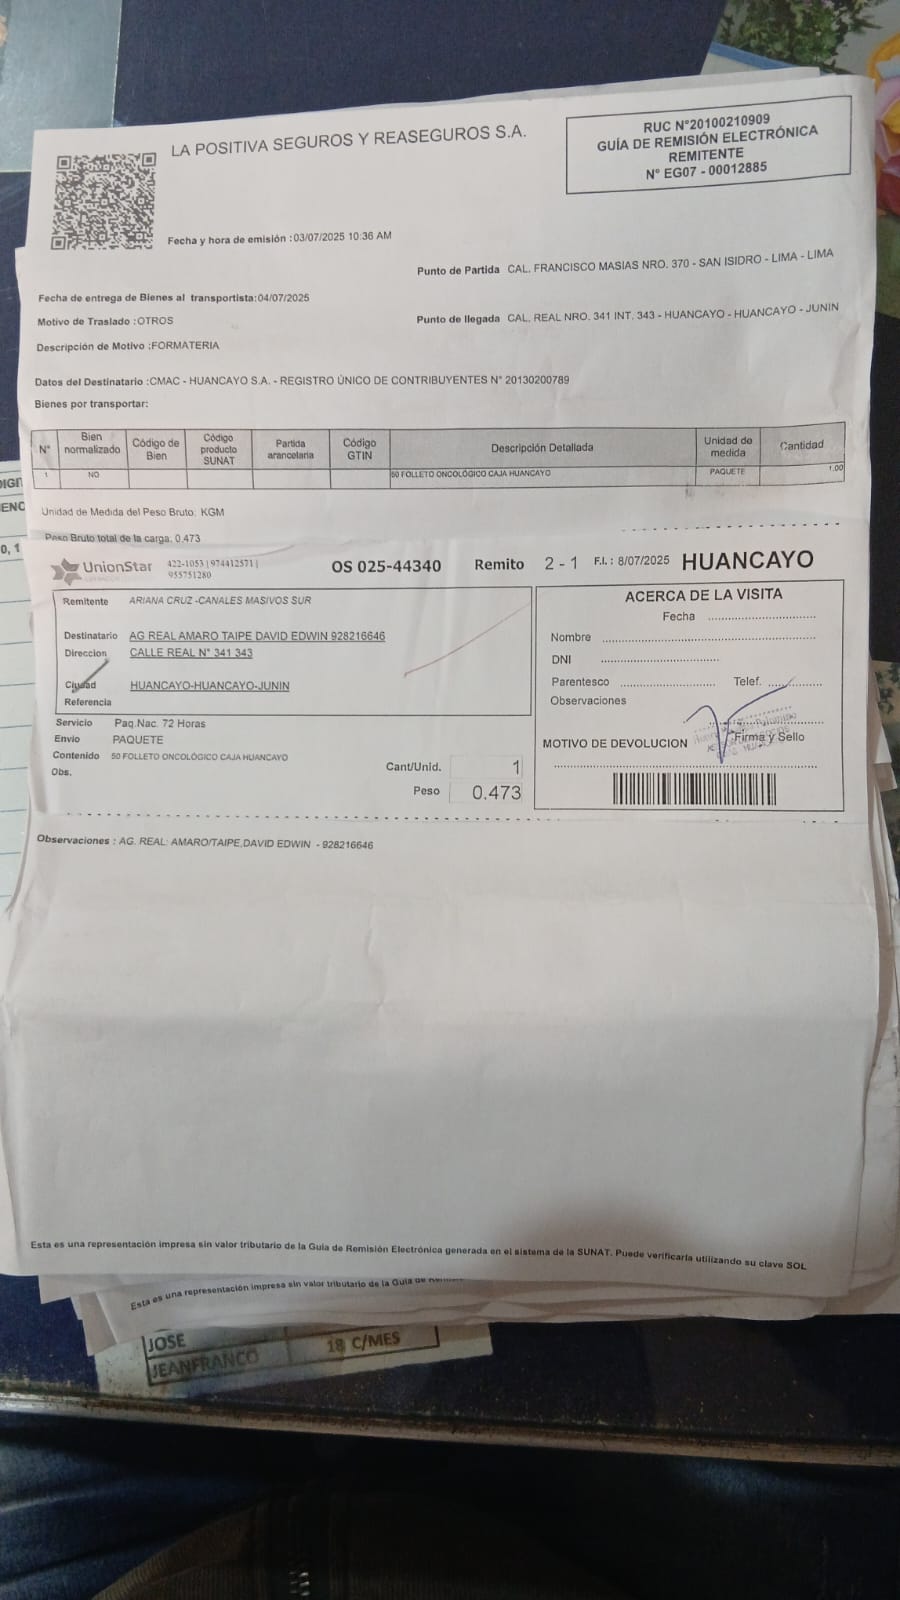 LA POSITIVA SEGUROS Y REASEGUROS S.A.
RUC N°20100210909
GUÍA DE REMISIÓN ELECTRÓNICA
REMITENTE
N° EG07 - 00012885
Fecha y hora de emisión :03/07/2025 10:36 AM
Punto de Partida CAL. FRANCISCO MASIAS NRO. 370 - SAN ISIDRO - LIMA - LIMA
Fecha de entrega de Bienes al transportista:04/07/2025
Motivo de Traslado :OTROS
Punto de llegada CAL. REAL NRO. 341 INT. 343 - HUANCAYO - HUANCAYO - JUNIN
Descripción de Motivo :FORMATERIA
Datos del Destinatario :CMAC - HUANCAYO S.A. - REGISTRO ÚNICO DE CONTRIBUYENTES N° 20130200789
Bienes por transportar:
N° Bien normalizado Código de Bien Código producto SUNAT Partida arancelaria Código GTIN Descripción Detallada Unidad de medida Cantidad
1 NO 50 FOLLETO ONCOLÓGICO CAJA HUANCAYO PAQUETE 1.00
Unidad de Medida del Peso Bruto: KGM
Peso Bruto total de la carga, 0.473
UnionStar 422-1053 | 974412571 |
955751280
OS 025-44340 Remito 2 - 1 F.I. : 8/07/2025 HUANCAYO
Remitente ARIANA CRUZ -CANALES MASIVOS SUR
Destinatario AG REAL AMARO TAIPE DAVID EDWIN 928216646
Direccion CALLE REAL N° 341 343
Ciudad HUANCAYO-HUANCAYO-JUNIN
Referencia
Servicio Paq.Nac. 72 Horas
Envio PAQUETE
Contenido 50 FOLLETO ONCOLÓGICO CAJA HUANCAYO
Obs.
Cant/Unid. 1
Peso 0.473
ACERCA DE LA VISITA
Fecha
Nombre
DNI
Parentesco Telef.
Observaciones
MOTIVO DE DEVOLUCION Firma y Sello
Observaciones : AG. REAL: AMARO/TAIPE,DAVID EDWIN - 928216646
Esta es una representación impresa sin valor tributario de la Guia de Remisión Electrónica generada en el sistema de la SUNAT. Puede verificarla utilizando su clave SOL
Esta es una representación impresa sin valor tributario de la Guia de
JOSE
JEANFRANCO 18 C/MES